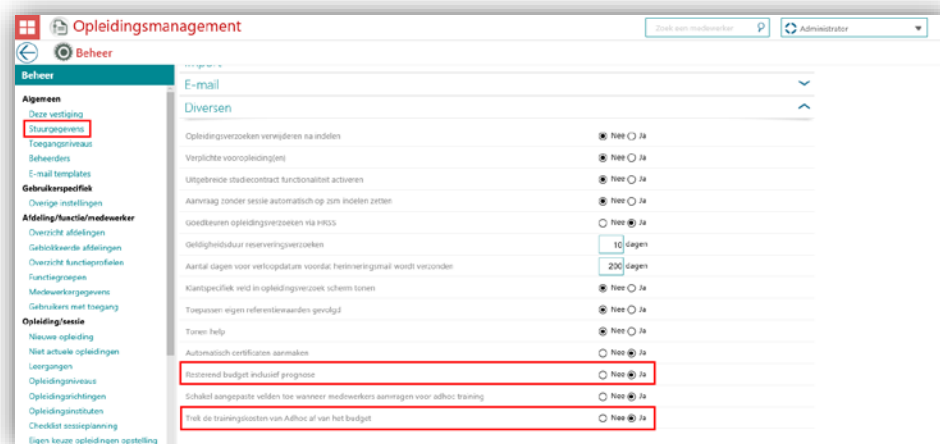 Opleidingsmanagement
Zoek een medewerker
Administrator
Beheer
Beheer
Algemeen
Deze vestiging
Stuurgegevens
Toegangsniveaus
Beheerders
E-mail templates
Gebruikerspecifiek
Overige instellingen
Afdeling/functie/medewerker
Overzicht afdelingen
Geblokkeerde afdelingen
Overzicht functieprofielen
Functiegroepen
Medewerkergegevens
Gebruikers met toegang
Opleiding/sessie
Nieuwe opleiding
Niet actuele opleidingen
Leergangen
Opleidingsniveaus
Opleidingsrichtingen
Opleidingsinstituten
Checklist sessieplanning
Eigen keuze opleidingen opstelling
E-mail
Diversen
Opleidingsverzoeken verwijderen na indelen Nee Ja
Verplichte vooropleiding(en) Nee Ja
Uitgebreide studiecontract functionaliteit activeren Nee Ja
Aanvraag zonder sessie automatisch op zsm indelen zetten Nee Ja
Goedkeuren opleidingsverzoeken via HRSS Nee Ja
Geldigheidsduur reserveringsverzoeken 10 dagen
Aantal dagen voor verloopdatum voordat herinneringsmail wordt verzonden 200 dagen
Klantspecifiek veld in opleidingsverzoek scherm tonen Nee Ja
Toepassen eigen referentiewaarden gevolgd Nee Ja
Tonen help Nee Ja
Automatisch certificaten aanmaken Nee Ja
Resterend budget inclusief prognose Nee Ja
Schakel aangepaste velden toe wanneer medewerkers aanvragen voor adhoc training Nee Ja
Trek de trainingskosten van Adhoc af van het budget Nee Ja